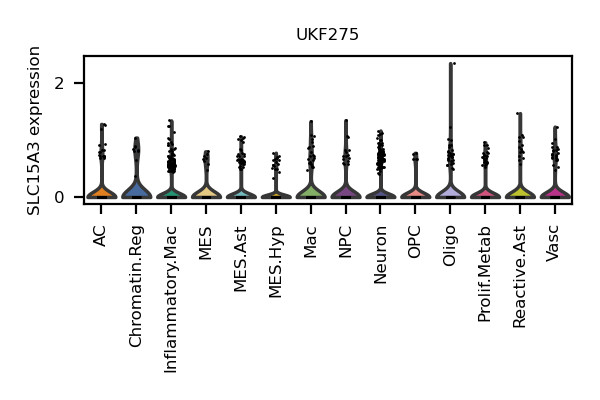 UKF275
SLC15A3 expression
2
0
AC
Chromatin.Reg
Inflammatory.Mac
MES
MES.Ast
MES.Hyp
Mac
NPC
Neuron
OPC
Oligo
Prolif.Metab
Reactive.Ast
Vasc